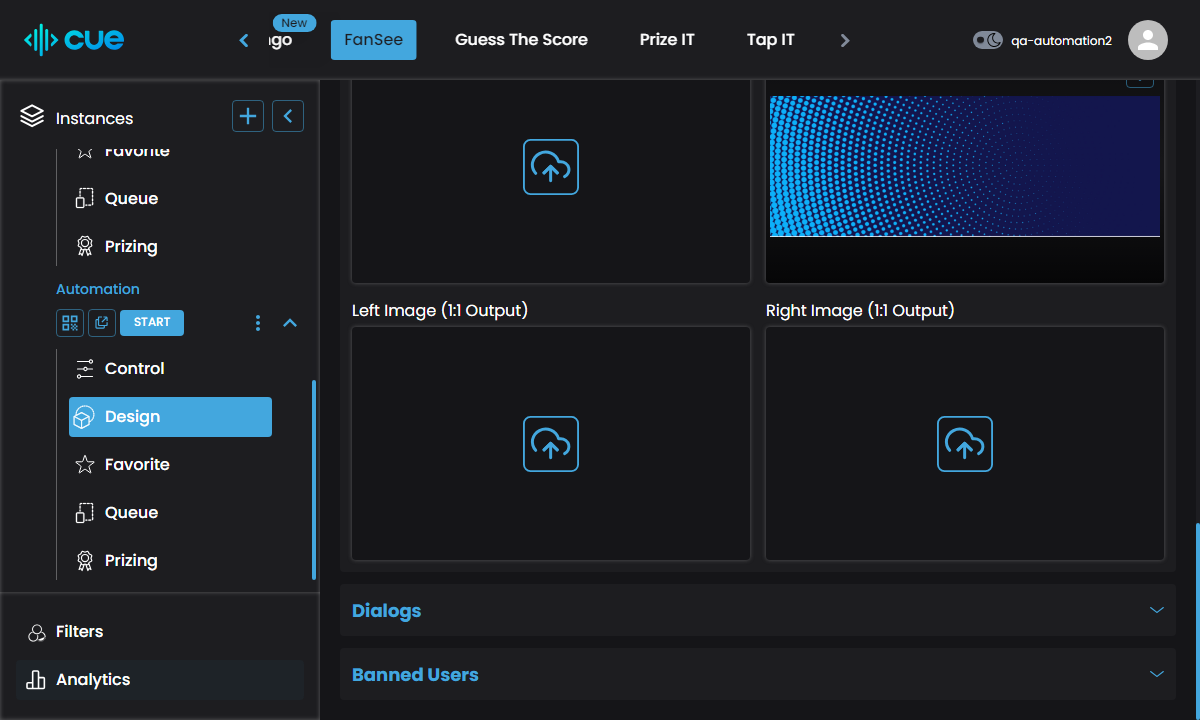 cue
New
FanSee
Guess The Score
Prize IT
Tap IT
qa-automation2
Instances
Favorite
Queue
Prizing
Automation
START
Control
Design
Favorite
Queue
Prizing
Filters
Analytics
Left Image (1:1 Output)
Right Image (1:1 Output)
Dialogs
Banned Users